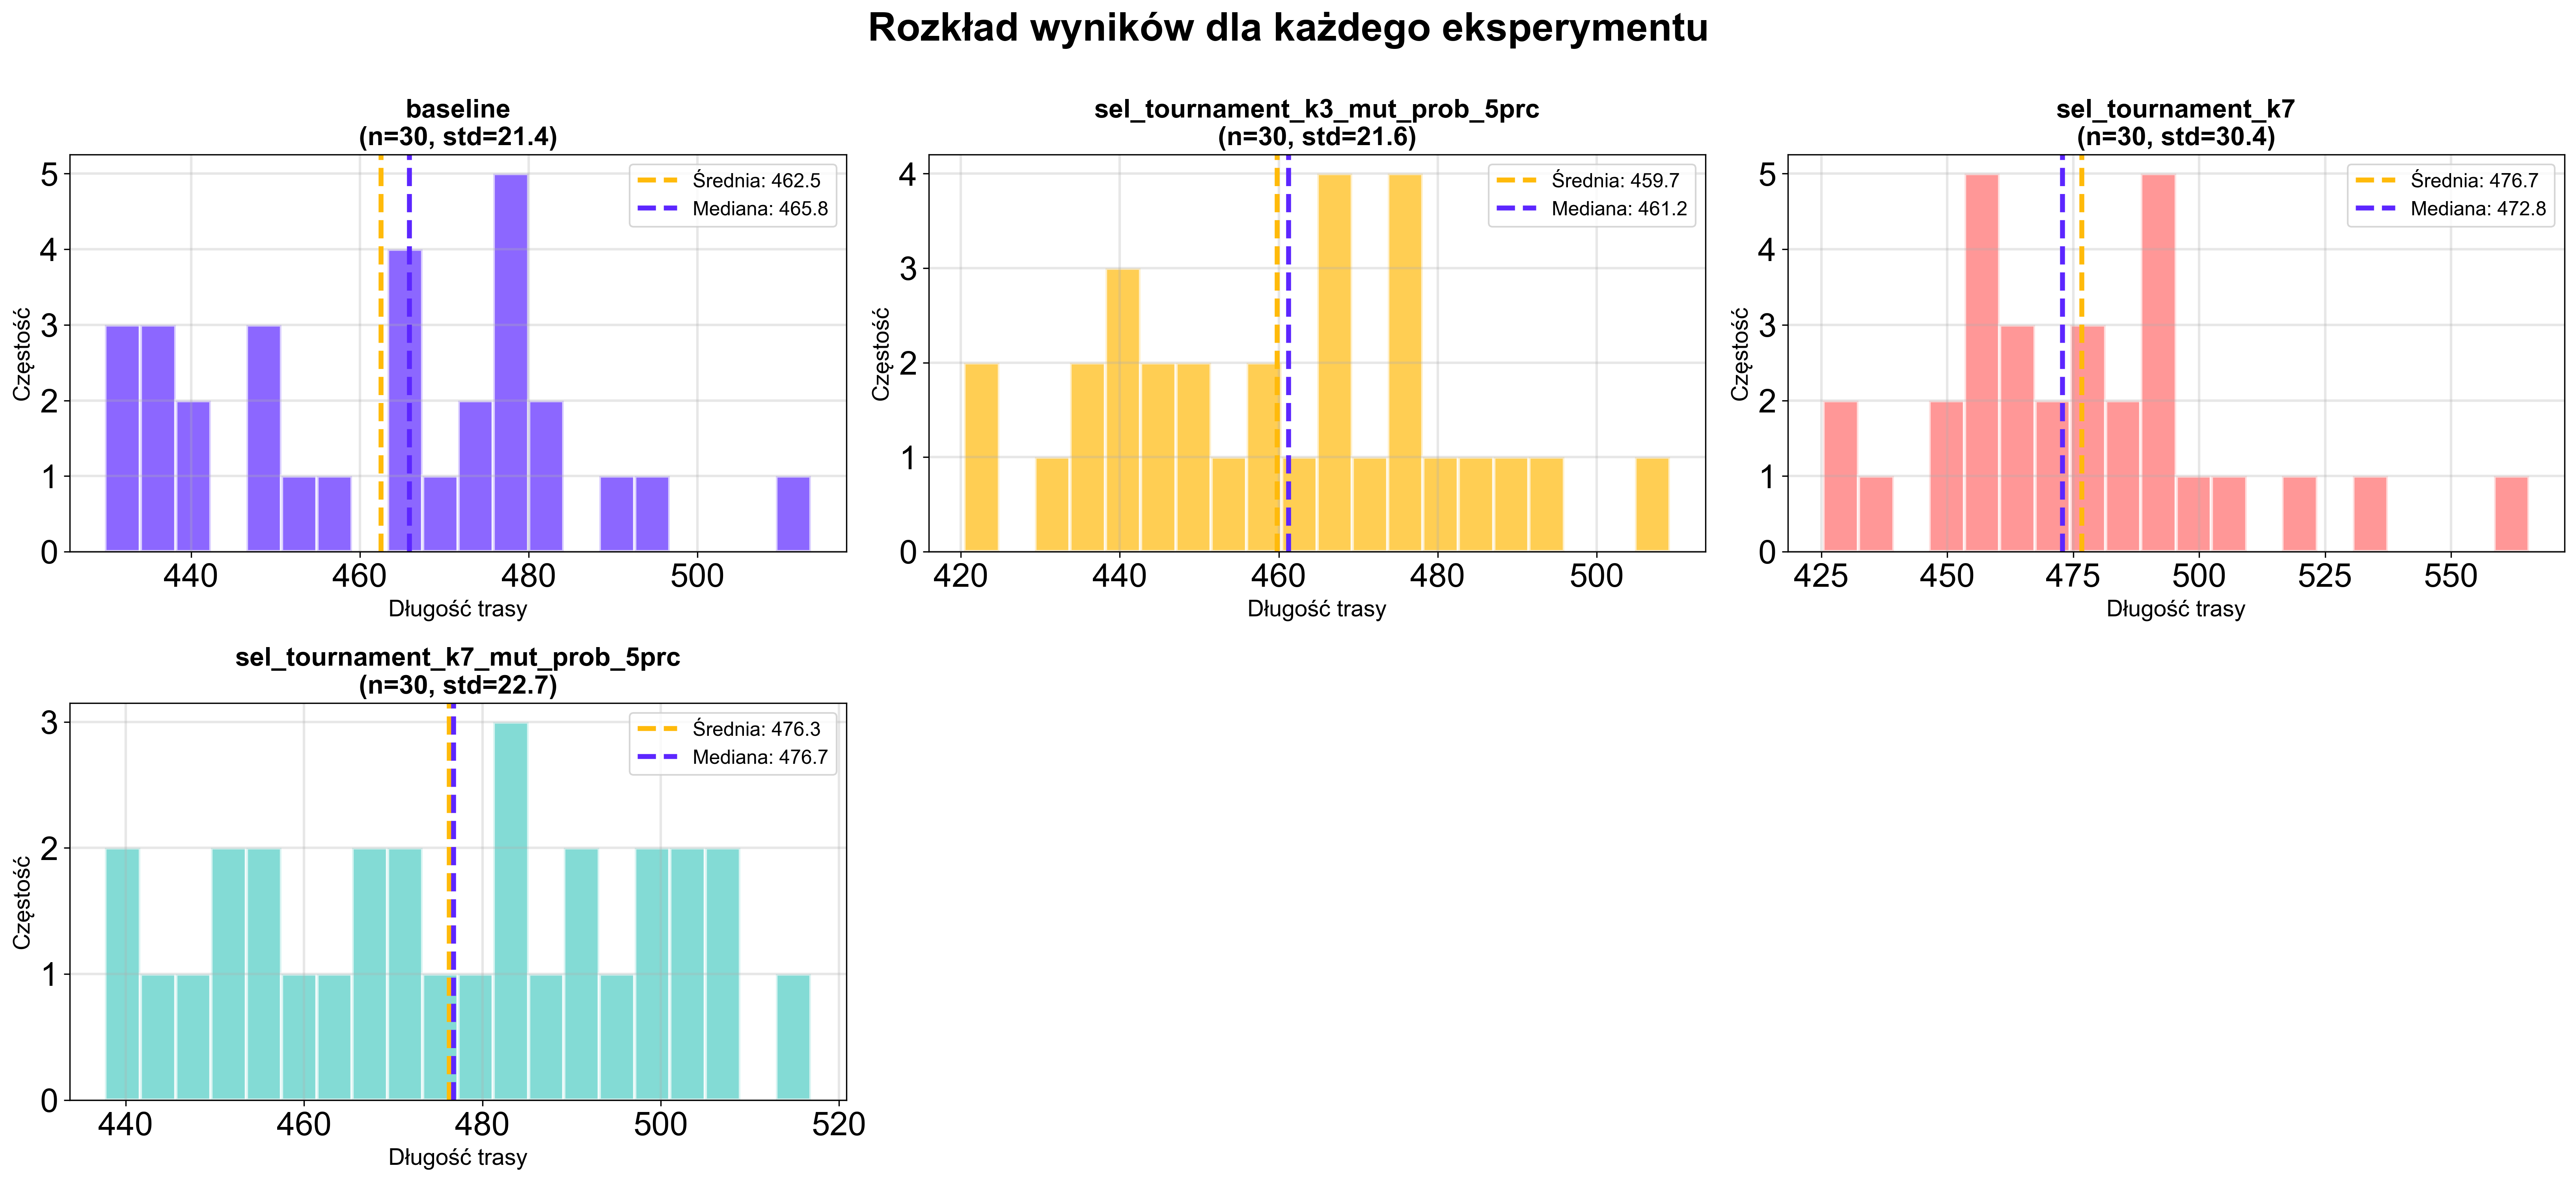 Rozkład wyników dla każdego eksperymentu
baseline
(n=30, std=21.4)
Częstość
5
4
3
2
1
0
Średnia: 462.5
Mediana: 465.8
440 460 480 500
Długość trasy
sel_tournament_k3_mut_prob_5prc
(n=30, std=21.6)
Częstość
4
3
2
1
0
Średnia: 459.7
Mediana: 461.2
420 440 460 480 500
Długość trasy
sel_tournament_k7
(n=30, std=30.4)
Częstość
5
4
3
2
1
0
Średnia: 476.7
Mediana: 472.8
425 450 475 500 525 550
Długość trasy
sel_tournament_k7_mut_prob_5prc
(n=30, std=22.7)
Częstość
3
2
1
0
Średnia: 476.3
Mediana: 476.7
440 460 480 500 520
Długość trasy